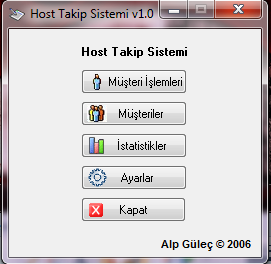 Host Takip Sistemi v1.0
Host Takip Sistemi
Müşteri İşlemleri
Müşteriler
İstatistikler
Ayarlar
Kapat
Alp Güleç © 2006